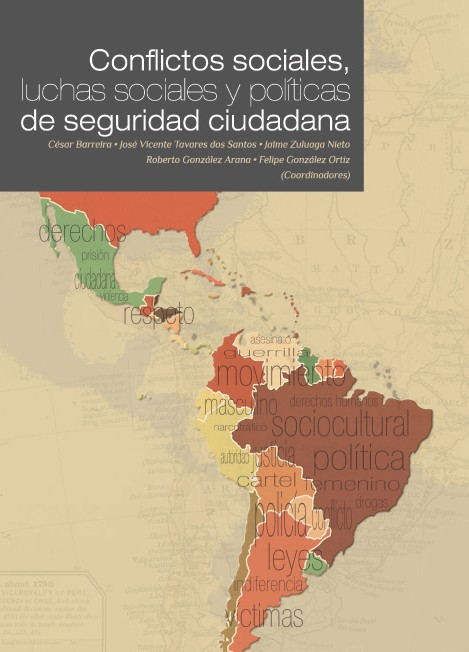 Conflictos sociales,
luchas sociales y políticas
de seguridad ciudadana
César Barreira • José Vicente Tavares dos Santos • Jaime Zuluaga Nieto
Roberto González Arana • Felipe González Ortiz
(Coordinadores)
derechos
prisión
ciudadana
violencia
respeto
asesinato
guerrilla
movimiento
masculino
derechos humanos
sociocultural
narcotráfico
autoridad
justicia
política
cartel
femenino
drogas
policía
conflicto
leyes
indiferencia
víctimas